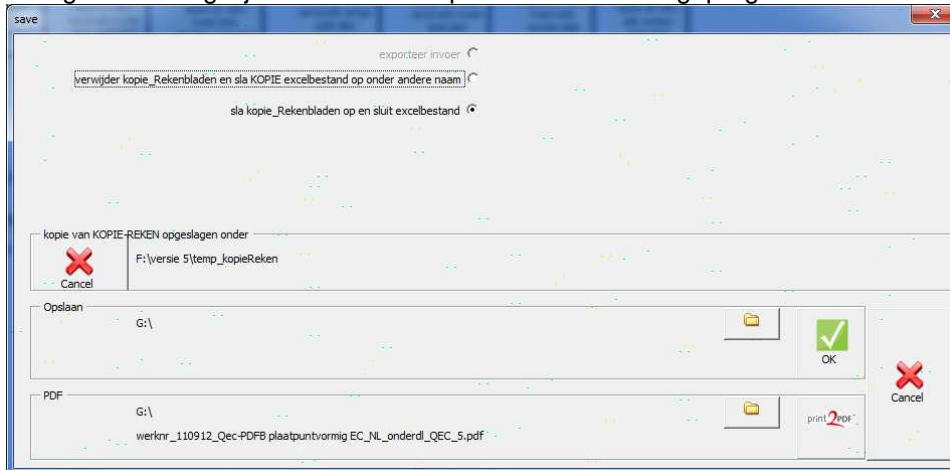 save
exporteer invoer
verwijder kopie_Rekenbladen en sla KOPIE excelbestand op onder andere naam
sla kopie_Rekenbladen op en sluit excelbestand
kopie van KOPIE-REKEN opgeslagen onder
F:\versie 5\temp_kopieReken
Cancel
Opslaan
G:\
OK
Cancel
PDF
G:\
print2PDF
werknr_110912_Qec-PDFB plaatpuntvormig EC_NL_onderdl_QEC_5.pdf